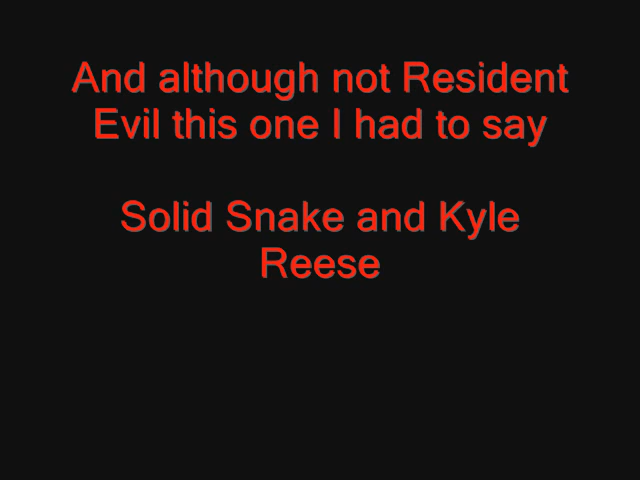 And although not Resident
Evil this one I had to say
Solid Snake and Kyle
Reese